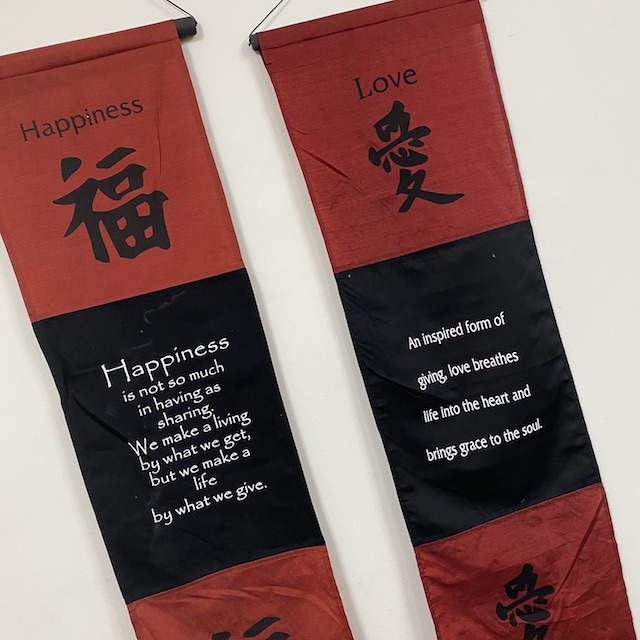 Happiness
福
Happiness
is not so much
in having as
sharing.
We make a living
by what we get,
but we make a
life
by what we give.
福
Love
愛
An inspired form of
giving, love breathes
life into the heart and
brings grace to the soul.
愛